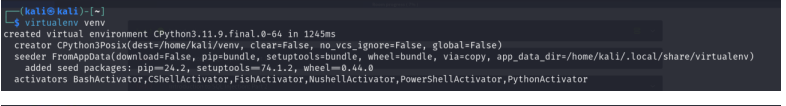 ┌──(kali㉿kali)-[~]
└─$ virtualenv venv
created virtual environment CPython3.11.9.final.0-64 in 1245ms
  creator CPython3Posix(dest=/home/kali/venv, clear=False, no_vcs_ignore=False, global=False)
  seeder FromAppData(download=False, pip=bundle, setuptools=bundle, wheel=bundle, via=copy, app_data_dir=/home/kali/.local/share/virtualenv)
    added seed packages: pip==24.2, setuptools==74.1.2, wheel==0.44.0
  activators BashActivator,CShellActivator,FishActivator,NushellActivator,PowerShellActivator,PythonActivator